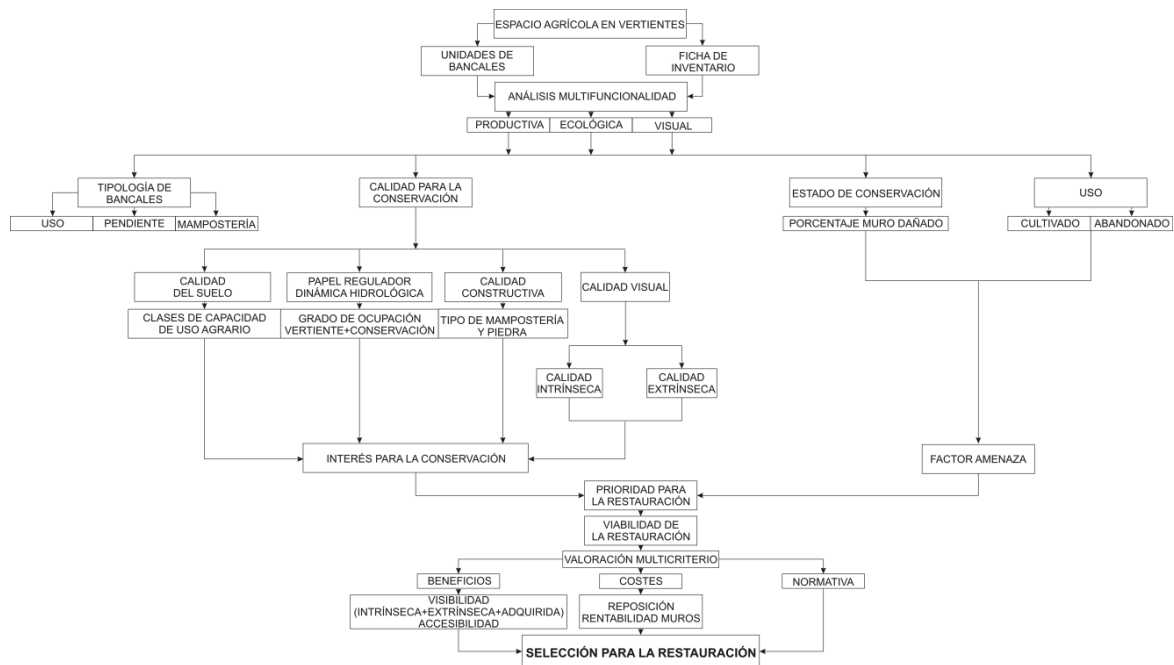 ESPACIO AGRÍCOLA EN VERTIENTES
UNIDADES DE
BANCALES
FICHA DE
INVENTARIO
ANÁLISIS MULTIFUNCIONALIDAD
PRODUCTIVA
ECOLÓGICA
VISUAL
TIPOLOGÍA DE
BANCALES
USO
PENDIENTE
MAMPOSTERÍA
CALIDAD PARA LA
CONSERVACIÓN
ESTADO DE CONSERVACIÓN
PORCENTAJE MURO DAÑADO
USO
CULTIVADO
ABANDONADO
CALIDAD
DEL SUELO
CLASES DE CAPACIDAD
DE USO AGRARIO
PAPEL REGULADOR
DINÁMICA HIDROLÓGICA
GRADO DE OCUPACIÓN
VERTIENTE+CONSERVACIÓN
CALIDAD
CONSTRUCTIVA
TIPO DE MAMPOSTERÍA
Y PIEDRA
CALIDAD VISUAL
CALIDAD
INTRÍNSECA
CALIDAD
EXTRÍNSECA
INTERÉS PARA LA CONSERVACIÓN
FACTOR AMENAZA
PRIORIDAD PARA
LA RESTAURACIÓN
VIABILIDAD DE
LA RESTAURACIÓN
VALORACIÓN MULTICRITERIO
BENEFICIOS
COSTES
NORMATIVA
VISIBILIDAD
(INTRÍNSECA+EXTRÍNSECA+ADQUIRIDA)
ACCESIBILIDAD
REPOSICIÓN
RENTABILIDAD MUROS
SELECCIÓN PARA LA RESTAURACIÓN